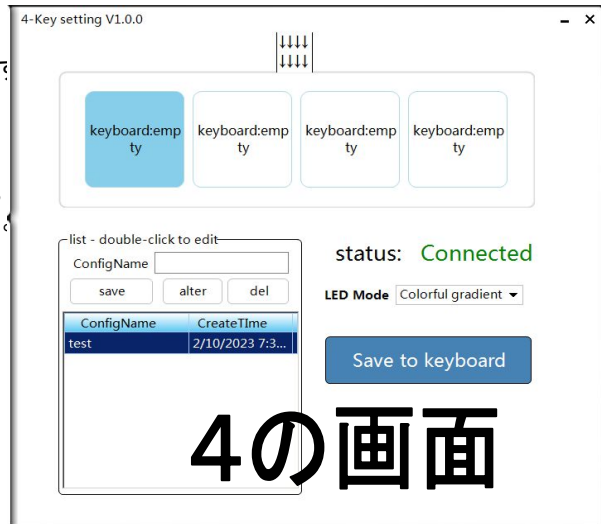 4-Key setting V1.0.0
↓↓↓↓
↓↓↓↓
keyboard:emp
ty
keyboard:emp
ty
keyboard:emp
ty
keyboard:emp
ty
list - double-click to edit
ConfigName
save alter del
ConfigName CreateTIme
test 2/10/2023 7:3...
status: Connected
LED Mode Colorful gradient
Save to keyboard
4の画面